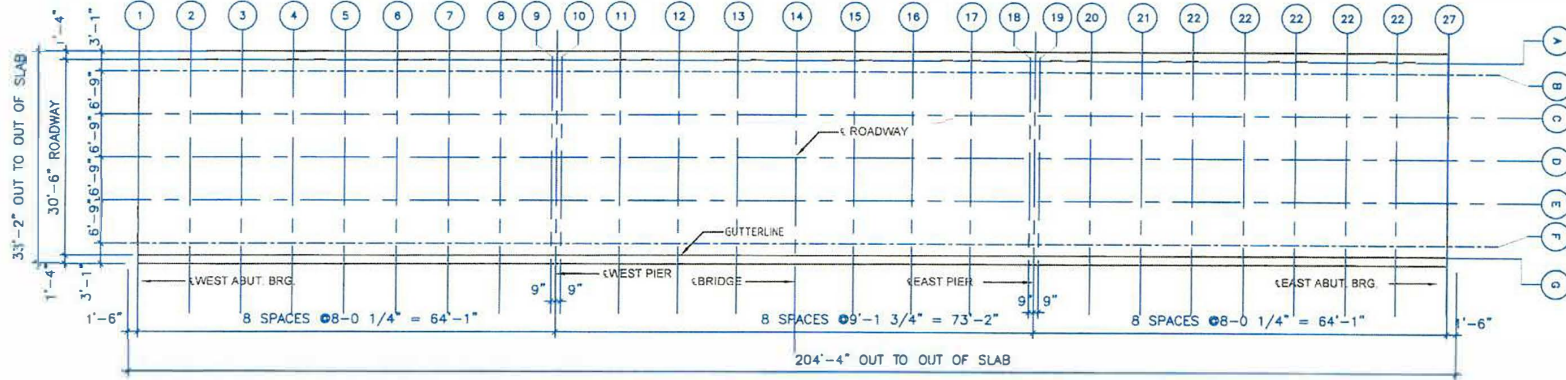 1 2 3 4 5 6 7 8 9 10 11 12 13 14 15 16 17 18 19 20 21 22 22 22 22 22 27
1'-4"
3'-1"
33'-2" OUT TO OUT OF SLAB
30'-6" ROADWAY
6'-9"
6'-9"
6'-9"
6'-9"
1'-4"
3'-1"
A
B
C
D
E
F
G
℄ ROADWAY
GUTTERLINE
℄WEST ABUT. BRG.
℄WEST PIER
℄BRIDGE
℄EAST PIER
℄EAST ABUT. BRG.
9" 9"
9" 9"
1'-6"
8 SPACES @8-0 1/4" = 64'-1"
8 SPACES @9'-1 3/4" = 73'-2"
8 SPACES @8-0 1/4" = 64'-1"
1'-6"
204'-4" OUT TO OUT OF SLAB